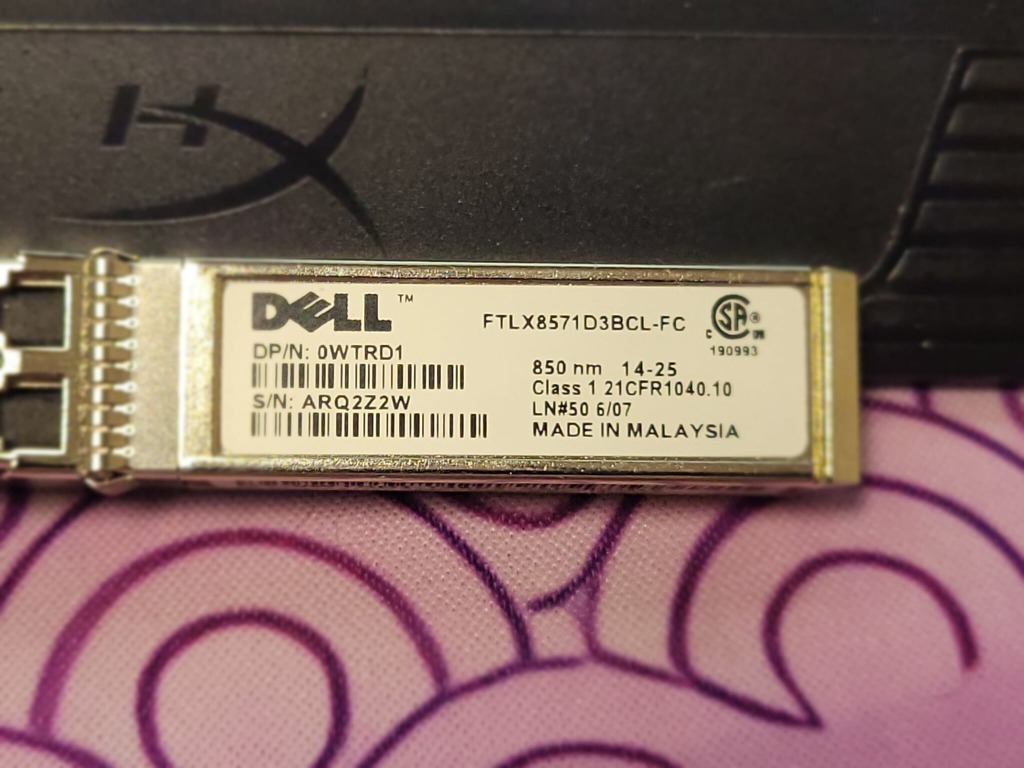 HX
DELL™
FTLX8571D3BCL-FC
DP/N: 0WTRD1
S/N: ARQ2Z2W
190993
850 nm 14-25
Class 1 21CFR1040.10
LN#50 6/07
MADE IN MALAYSIA